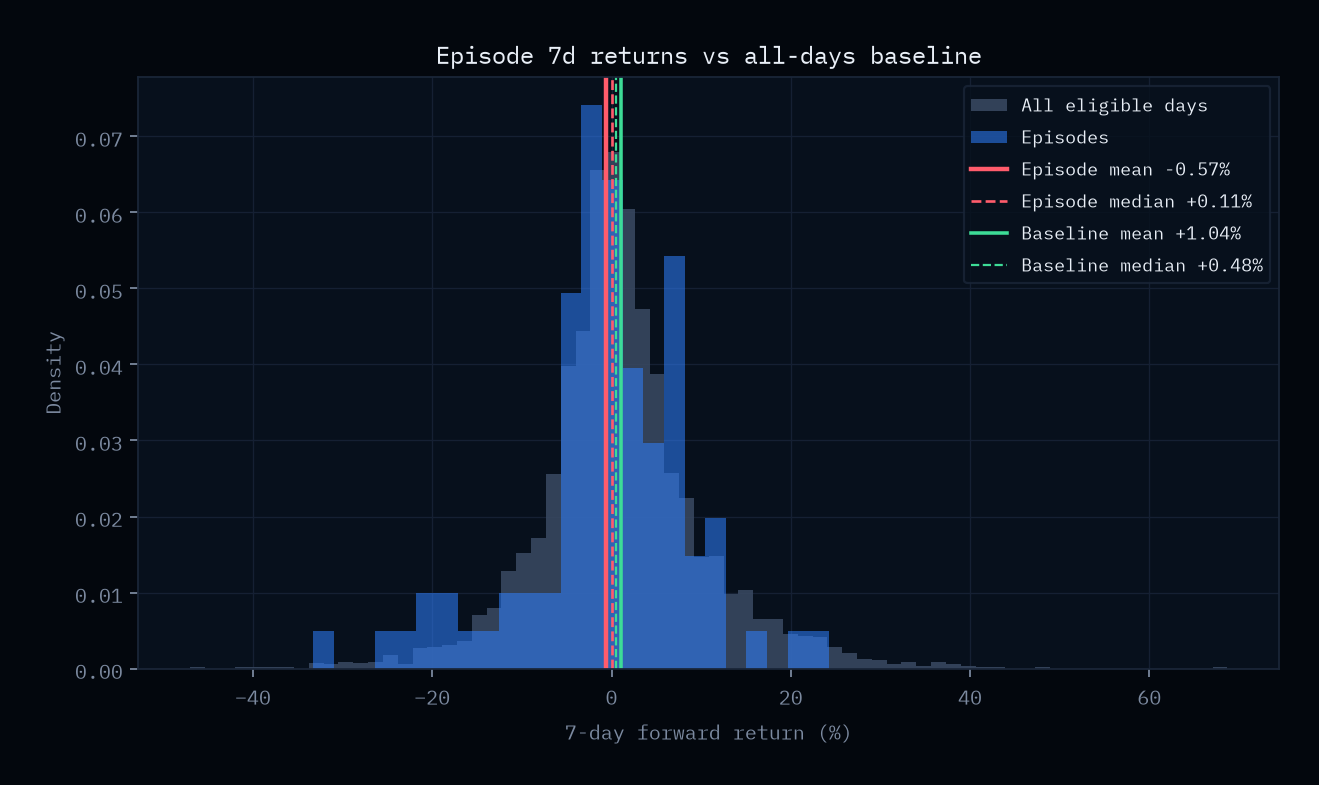 Episode 7d returns vs all-days baseline
All eligible days
Episodes
Episode mean -0.57%
Episode median +0.11%
Baseline mean +1.04%
Baseline median +0.48%
Density
0.07
0.06
0.05
0.04
0.03
0.02
0.01
0.00
−40
−20
0
20
40
60
7-day forward return (%)